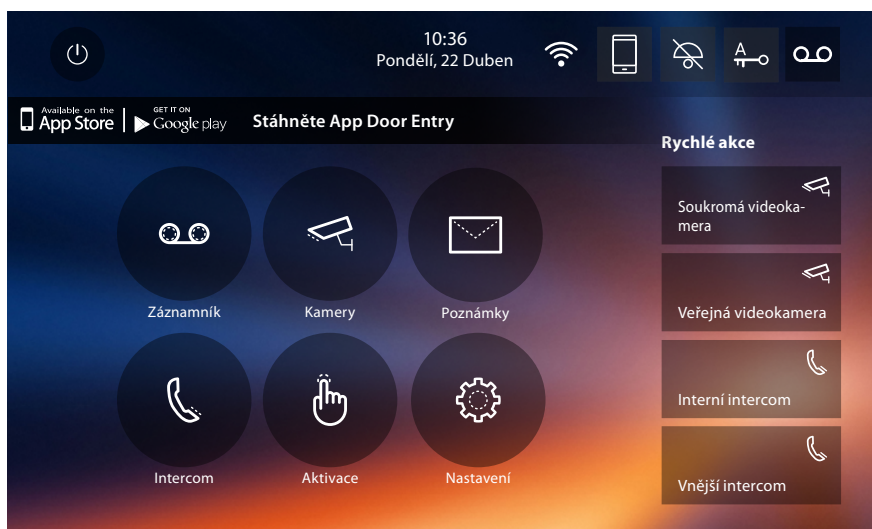 10:36
Pondělí, 22 Duben
A
Available on the
App Store
GET IT ON
Google play
Stáhněte App Door Entry
Rychlé akce
Soukromá videoka-
mera
Veřejná videokamera
Interní intercom
Vnější intercom
Záznamník
Kamery
Poznámky
Intercom
Aktivace
Nastavení